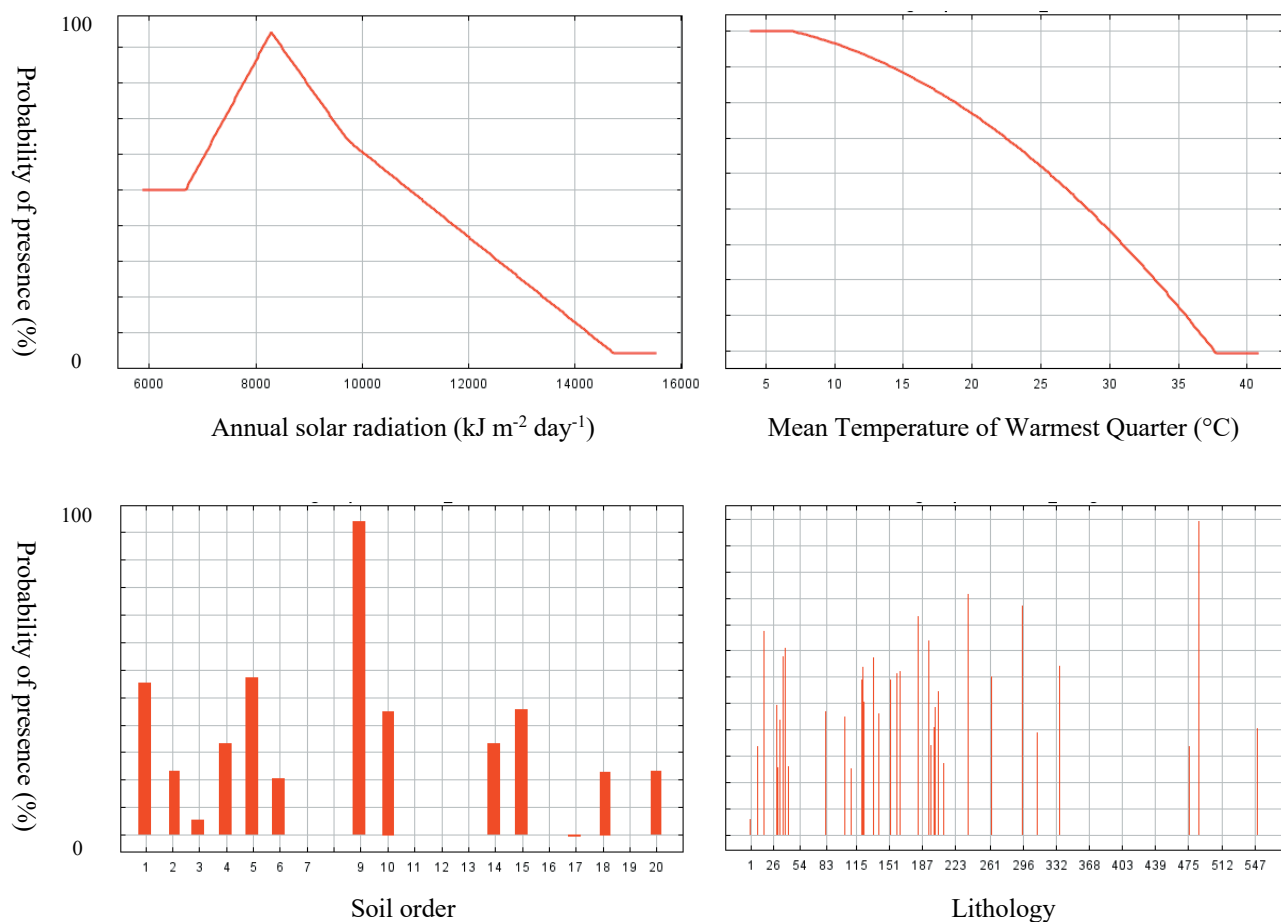 100
Probability of presence (%)
0
6000 8000 10000 12000 14000 16000
Annual solar radiation (kJ m-2 day-1)
5 10 15 20 25 30 35 40
Mean Temperature of Warmest Quarter (°C)
100
Probability of presence (%)
0
1 2 3 4 5 6 7 9 10 11 12 14 15 17 18 20
Soil order
1 26 54 83 115 151 187 223 261 296 332 368 403 439 475 512 547
Lithology